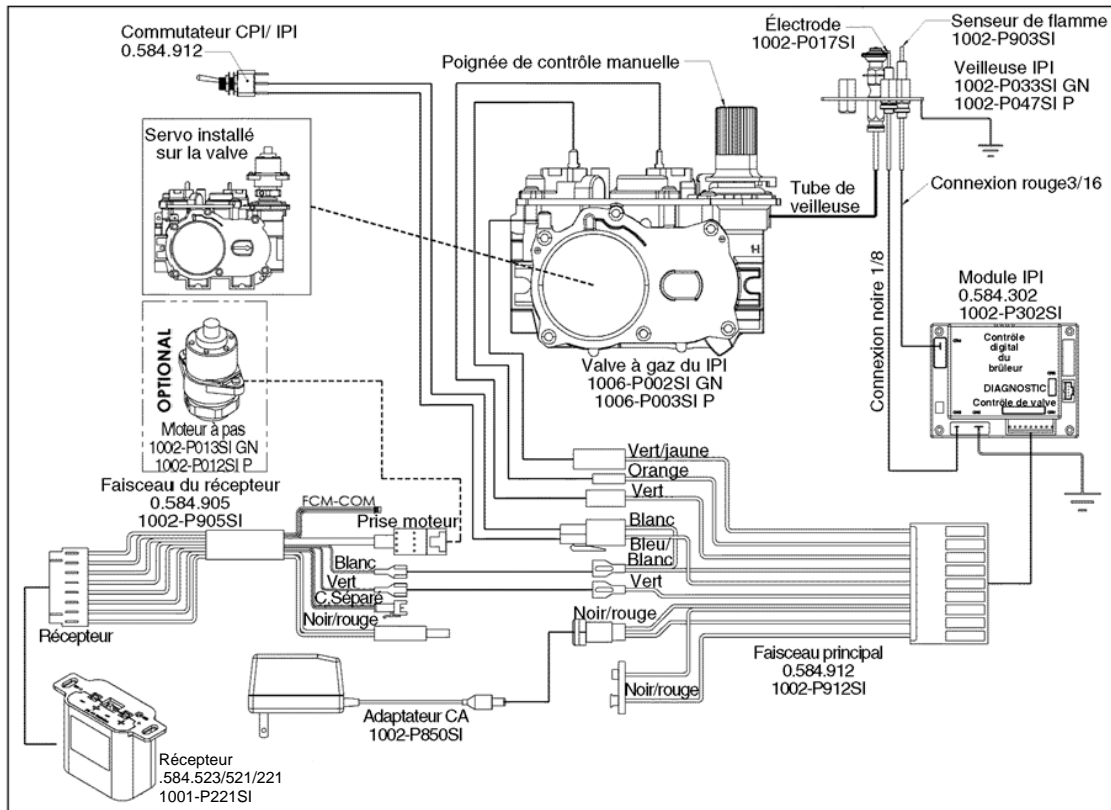 Commutateur CPI/ IPI
0.584.912
Électrode
1002-P017SI
Senseur de flamme
1002-P903SI
Poignée de contrôle manuelle
Veilleuse IPI
1002-P033SI GN
1002-P047SI P
Servo installé
sur la valve
Tube de
veilleuse
Connexion rouge3/16
Connexion noire 1/8
Module IPI
0.584.302
1002-P302SI
Contrôle
digital
du
brûleur
DIAGNOSTIC
Contrôle de valve
Valve à gaz du IPI
1006-P002SI GN
1006-P003SI P
OPTIONAL
Moteur à pas
1002-P013SI GN
1002-P012SI P
Faisceau du récepteur
0.584.905
1002-P905SI
FCM-COM
Prise moteur
Vert/jaune
Orange
Vert
Blanc
Bleu/
Blanc
Vert
Blanc
Vert
C.Séparé
Noir/rouge
Noir/rouge
Récepteur
Noir/rouge
Faisceau principal
0.584.912
1002-P912SI
Adaptateur CA
1002-P850SI
Récepteur
.584.523/521/221
1001-P221SI